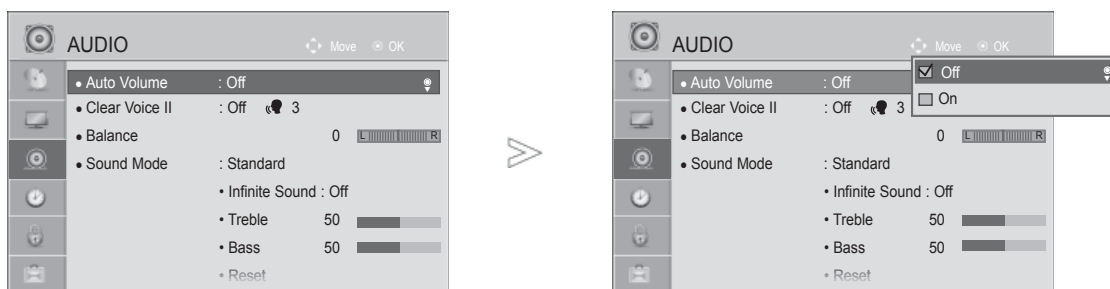 AUDIO Move OK
• Auto Volume : Off
• Clear Voice II : Off 3
• Balance 0 L R
• Sound Mode : Standard
• Infinite Sound : Off
• Treble 50
• Bass 50
• Reset
AUDIO Move OK
• Auto Volume : Off
• Clear Voice II : Off 3
• Balance 0 L R
• Sound Mode : Standard
• Infinite Sound : Off
• Treble 50
• Bass 50
• Reset
Off
On